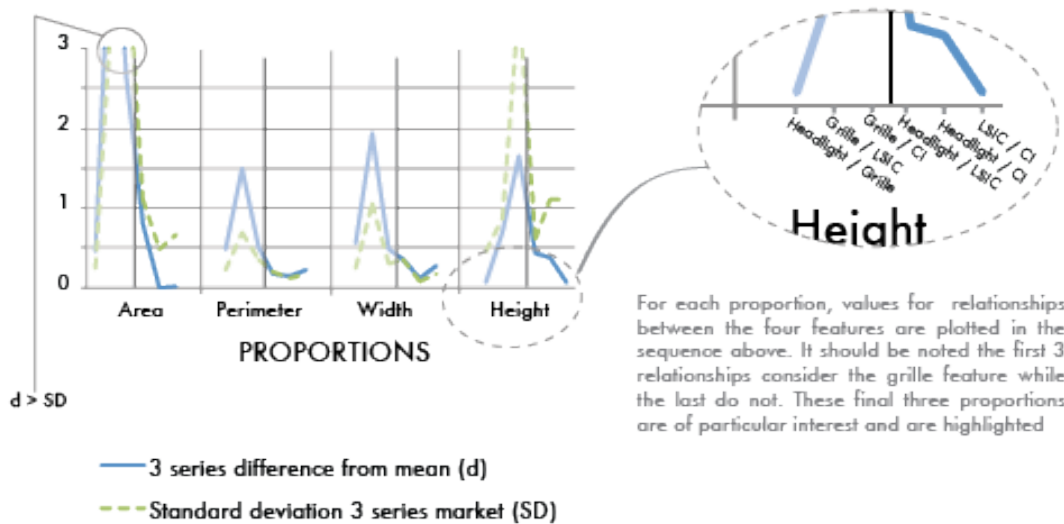 3
2
1
0
Area
Perimeter
Width
Height
PROPORTIONS
d > SD
3 series difference from mean (d)
Standard deviation 3 series market (SD)
Headlight / Grille
Grille / LSIC
Grille / CI
Headlight / LSIC
Headlight / CI
LSIC / CI
Height
For each proportion, values for relationships
between the four features are plotted in the
sequence above. It should be noted the first 3
relationships consider the grille feature while
the last do not. These final three proportions
are of particular interest and are highlighted